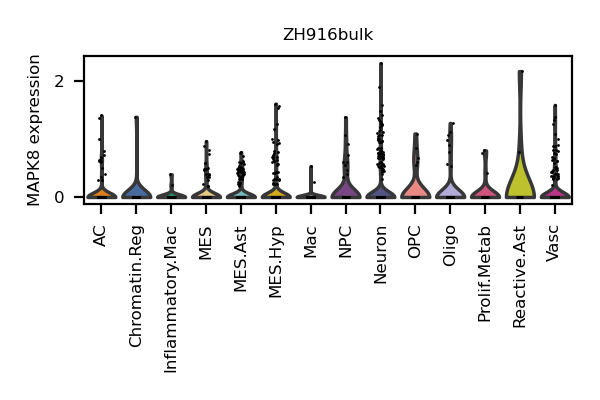 ZH916bulk
MAPK8 expression
2
0
AC
Chromatin.Reg
Inflammatory.Mac
MES
MES.Ast
MES.Hyp
Mac
NPC
Neuron
OPC
Oligo
Prolif.Metab
Reactive.Ast
Vasc